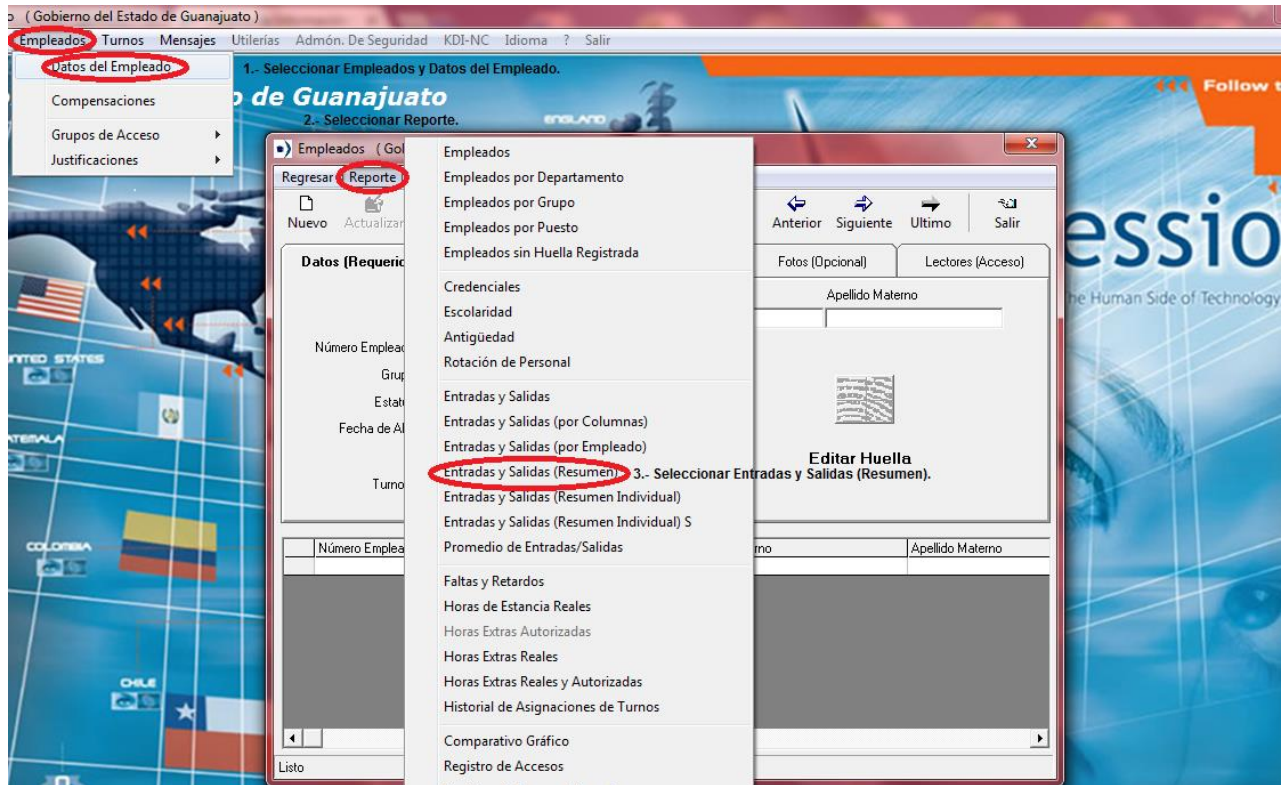 ( Gobierno del Estado de Guanajuato )
Empleados Turnos Mensajes Utilerías Admón. De Seguridad KDI-NC Idioma ? Salir
Datos del Empleado
Compensaciones
Grupos de Acceso
Justificaciones
1.- Seleccionar Empleados y Datos del Empleado.
de Guanajuato
2.- Seleccionar Reporte.
ENGLAND
Follow
Empleados ( Gol
Regresar Reporte
Nuevo Actualizar
Anterior Siguiente Ultimo Salir
Datos (Requerid
Fotos (Opcional) Lectores (Acceso)
Apellido Materno
Número Emplead
Grup
Estat
Fecha de Al
Turno
Editar Huella
Empleados
Empleados por Departamento
Empleados por Grupo
Empleados por Puesto
Empleados sin Huella Registrada
Credenciales
Escolaridad
Antigüedad
Rotación de Personal
Entradas y Salidas
Entradas y Salidas (por Columnas)
Entradas y Salidas (por Empleado)
Entradas y Salidas (Resumen)
3.- Seleccionar Entradas y Salidas (Resumen).
Entradas y Salidas (Resumen Individual)
Entradas y Salidas (Resumen Individual) S
Promedio de Entradas/Salidas
Faltas y Retardos
Horas de Estancia Reales
Horas Extras Autorizadas
Horas Extras Reales
Horas Extras Reales y Autorizadas
Historial de Asignaciones de Turnos
Comparativo Gráfico
Registro de Accesos
Número Emplea
rno
Apellido Materno
Listo
essio
he Human Side of Technology
UNITED STATES
ATEMALA
COLOMBIA
CHILE